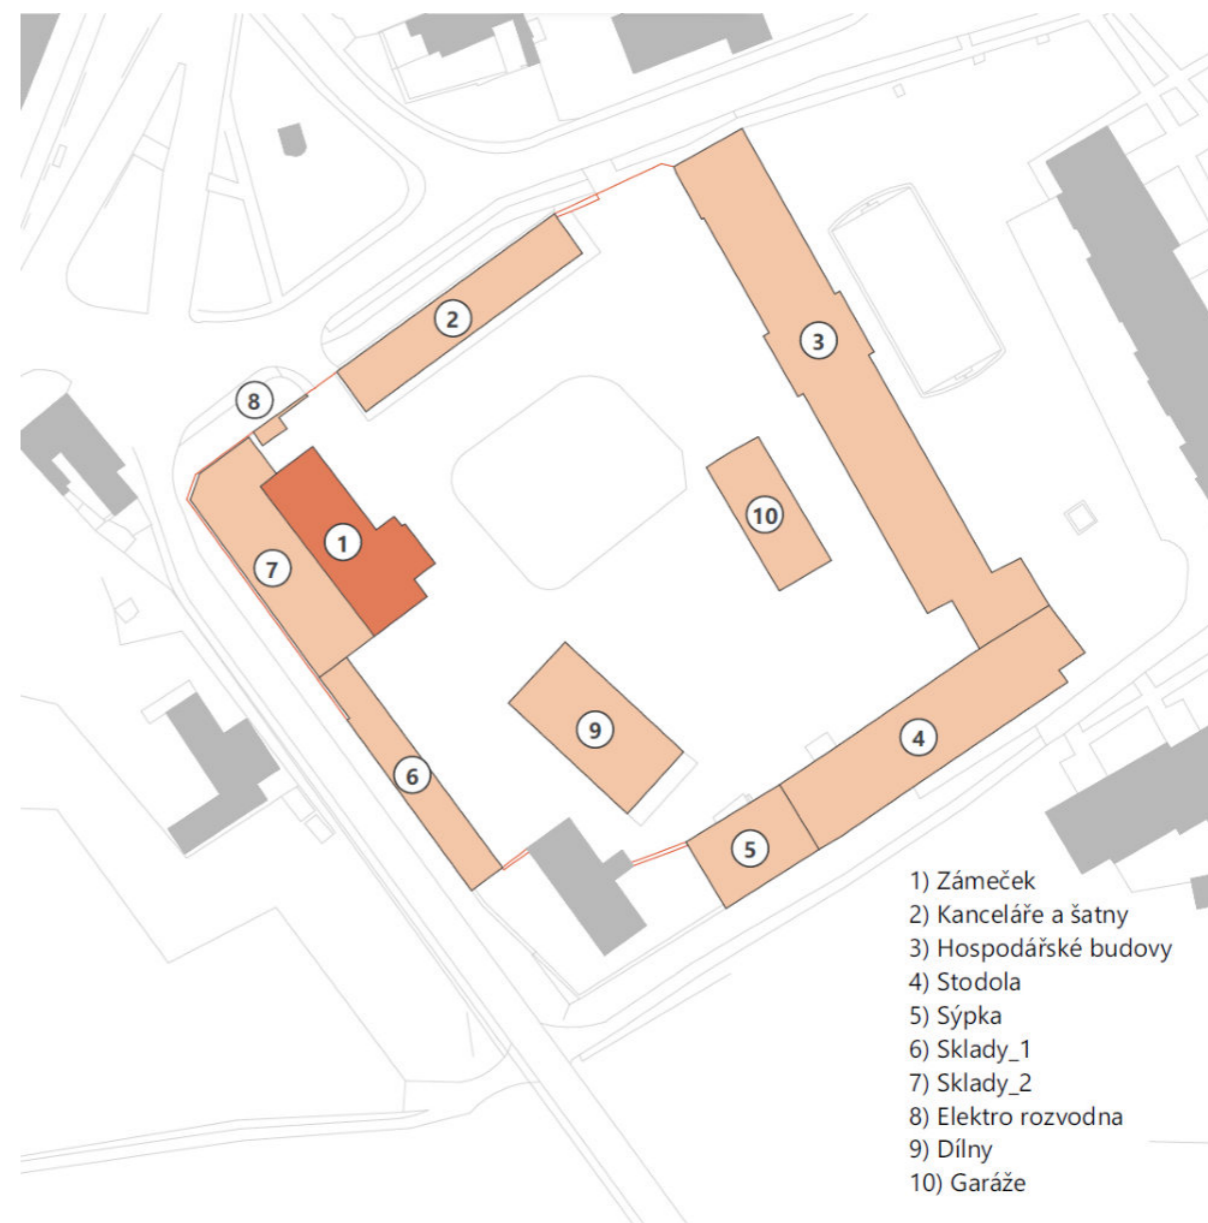 2
3
8
10
1
7
9
4
6
5
1) Zámeček
2) Kanceláře a šatny
3) Hospodářské budovy
4) Stodola
5) Sýpka
6) Sklady_1
7) Sklady_2
8) Elektro rozvodna
9) Dílny
10) Garáže